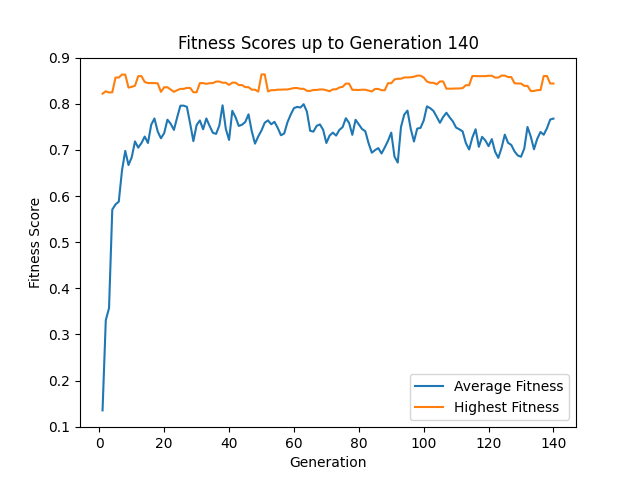 Fitness Scores up to Generation 140
0.9
0.8
0.7
0.6
0.5
0.4
0.3
0.2
0.1
Fitness Score
Average Fitness
Highest Fitness
0 20 40 60 80 100 120 140
Generation